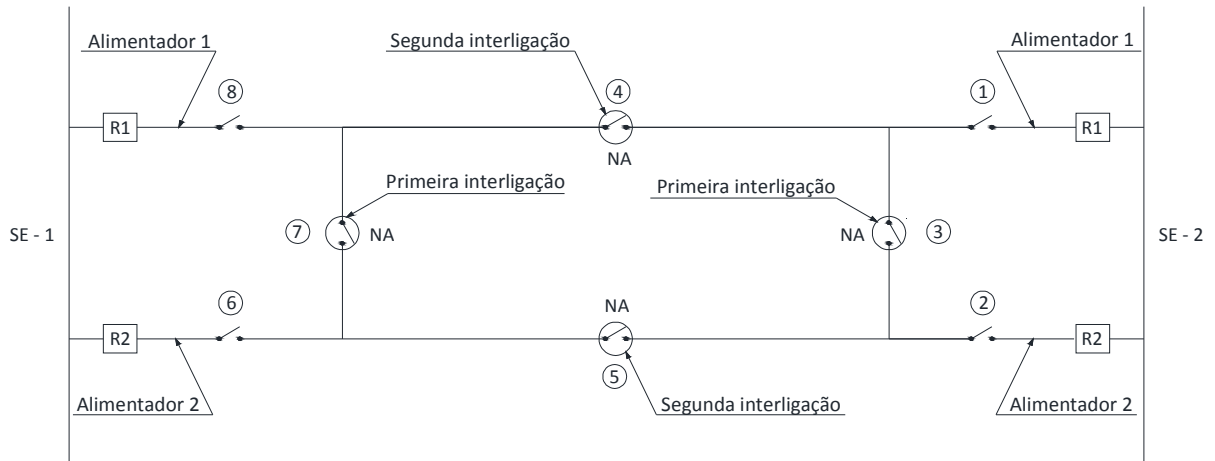 Alimentador 1
Segunda interligação
Alimentador 1
8
4
1
R1
R1
NA
Primeira interligação
Primeira interligação
SE - 1
7
NA
NA
3
SE - 2
6
NA
2
R2
R2
5
Alimentador 2
Segunda interligação
Alimentador 2